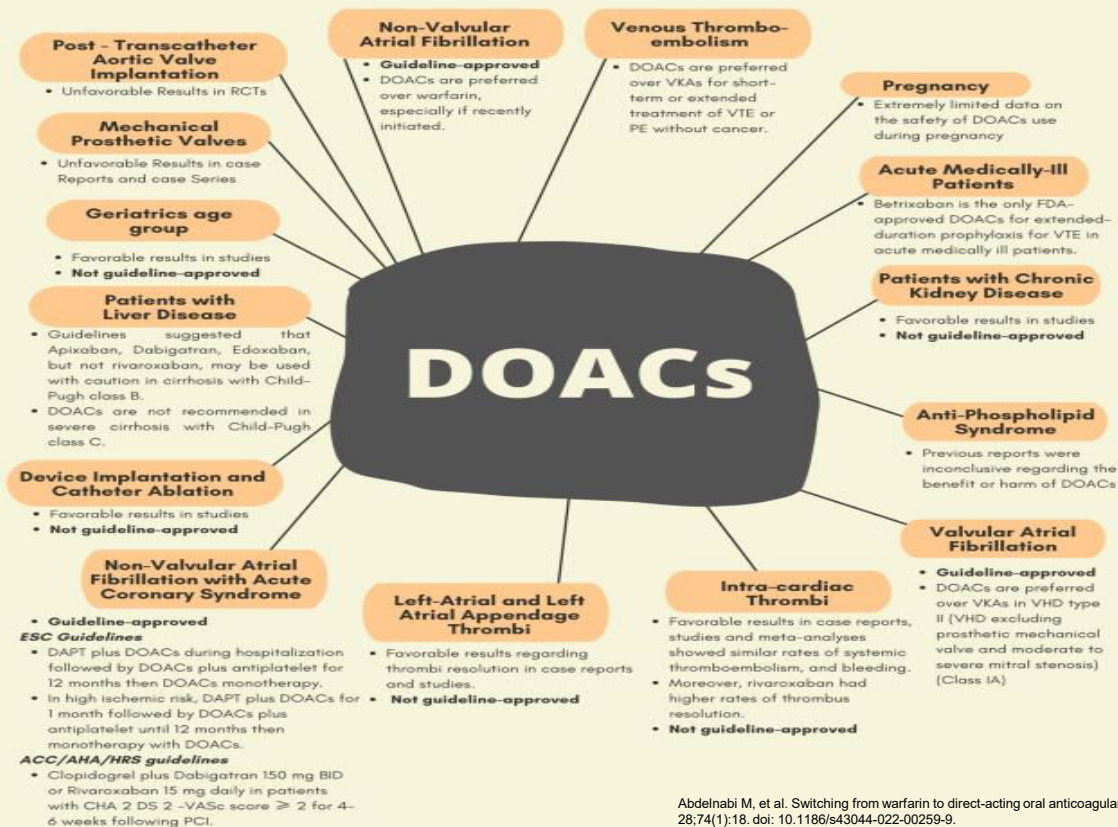 Post - Transcatheter
Aortic Valve
Implantation
• Unfavorable Results in RCTs
Non-Valvular
Atrial Fibrillation
• Guideline-approved
• DOACs are preferred
over warfarin,
especially if recently
initiated.
Venous Thrombo-
embolism
• DOACs are preferred
over VKAs for short-
term or extended
treatment of VTE or
PE without cancer.
Pregnancy
• Extremely limited data on
the safety of DOACs use
during pregnancy
Mechanical
Prosthetic Valves
• Unfavorable Results in case
Reports and case Series
Acute Medically-Ill
Patients
• Betrixaban is the only FDA-
approved DOACs for extended-
duration prophylaxis for VTE in
acute medically ill patients.
Geriatrics age
group
• Favorable results in studies
• Not guideline-approved
Patients with Chronic
Kidney Disease
• Favorable results in studies
• Not guideline-approved
Patients with
Liver Disease
• Guidelines suggested that
Apixaban, Dabigatran, Edoxaban,
but not rivaroxaban, may be used
with caution in cirrhosis with Child-
Pugh class B.
• DOACs are not recommended in
severe cirrhosis with Child-Pugh
class C.
DOACs
Anti-Phospholipid
Syndrome
• Previous reports were
inconclusive regarding the
benefit or harm of DOACs
Device Implantation and
Catheter Ablation
• Favorable results in studies
• Not guideline-approved
Valvular Atrial
Fibrillation
• Guideline-approved
• DOACs are preferred
over VKAs in VHD type
II (VHD excluding
prosthetic mechanical
valve and moderate to
severe mitral stenosis)
(Class IA)
Non-Valvular Atrial
Fibrillation with Acute
Coronary Syndrome
• Guideline-approved
ESC Guidelines
• DAPT plus DOACs during hospitalization
followed by DOACs plus antiplatelet for
12 months then DOACs monotherapy.
• In high ischemic risk, DAPT plus DOACs for
1 month followed by DOACs plus
antiplatelet until 12 months then
monotherapy with DOACs.
ACC/AHA/HRS guidelines
• Clopidogrel plus Dabigatran 150 mg BID
or Rivaroxaban 15 mg daily in patients
with CHA 2 DS 2 -VASc score ≥ 2 for 4-
6 weeks following PCI.
Left-Atrial and Left
Atrial Appendage
Thrombi
• Favorable results regarding
thrombi resolution in case reports
and studies.
• Not guideline-approved
Intra-cardiac
Thrombi
• Favorable results in case reports,
studies and meta-analyses
showed similar rates of systemic
thromboembolism, and bleeding.
• Moreover, rivaroxaban had
higher rates of thrombus
resolution.
• Not guideline-approved
Abdelnabi M, et al. Switching from warfarin to direct-acting oral anticoagula
28;74(1):18. doi: 10.1186/s43044-022-00259-9.